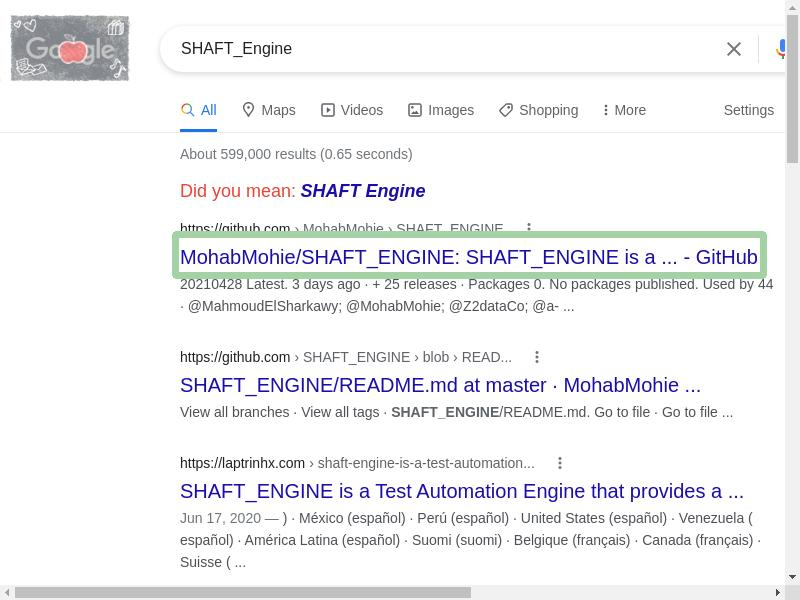 Google
SHAFT_Engine
All Maps Videos Images Shopping More Settings
About 599,000 results (0.65 seconds)
Did you mean: SHAFT Engine
https://github.com › MohabMohie › SHAFT_ENGINE
MohabMohie/SHAFT_ENGINE: SHAFT_ENGINE is a ... - GitHub
20210428 Latest. 3 days ago · + 25 releases · Packages 0. No packages published. Used by 44
· @MahmoudElSharkawy; @MohabMohie; @Z2dataCo; @a- ...
https://github.com › SHAFT_ENGINE › blob › READ...
SHAFT_ENGINE/README.md at master · MohabMohie ...
View all branches · View all tags · SHAFT_ENGINE/README.md. Go to file · Go to file ...
https://laptrinhx.com › shaft-engine-is-a-test-automation...
SHAFT_ENGINE is a Test Automation Engine that provides a ...
Jun 17, 2020 — ) · México (español) · Perú (español) · United States (español) · Venezuela (
español) · América Latina (español) · Suomi (suomi) · Belgique (français) · Canada (français) ·
Suisse ( ...